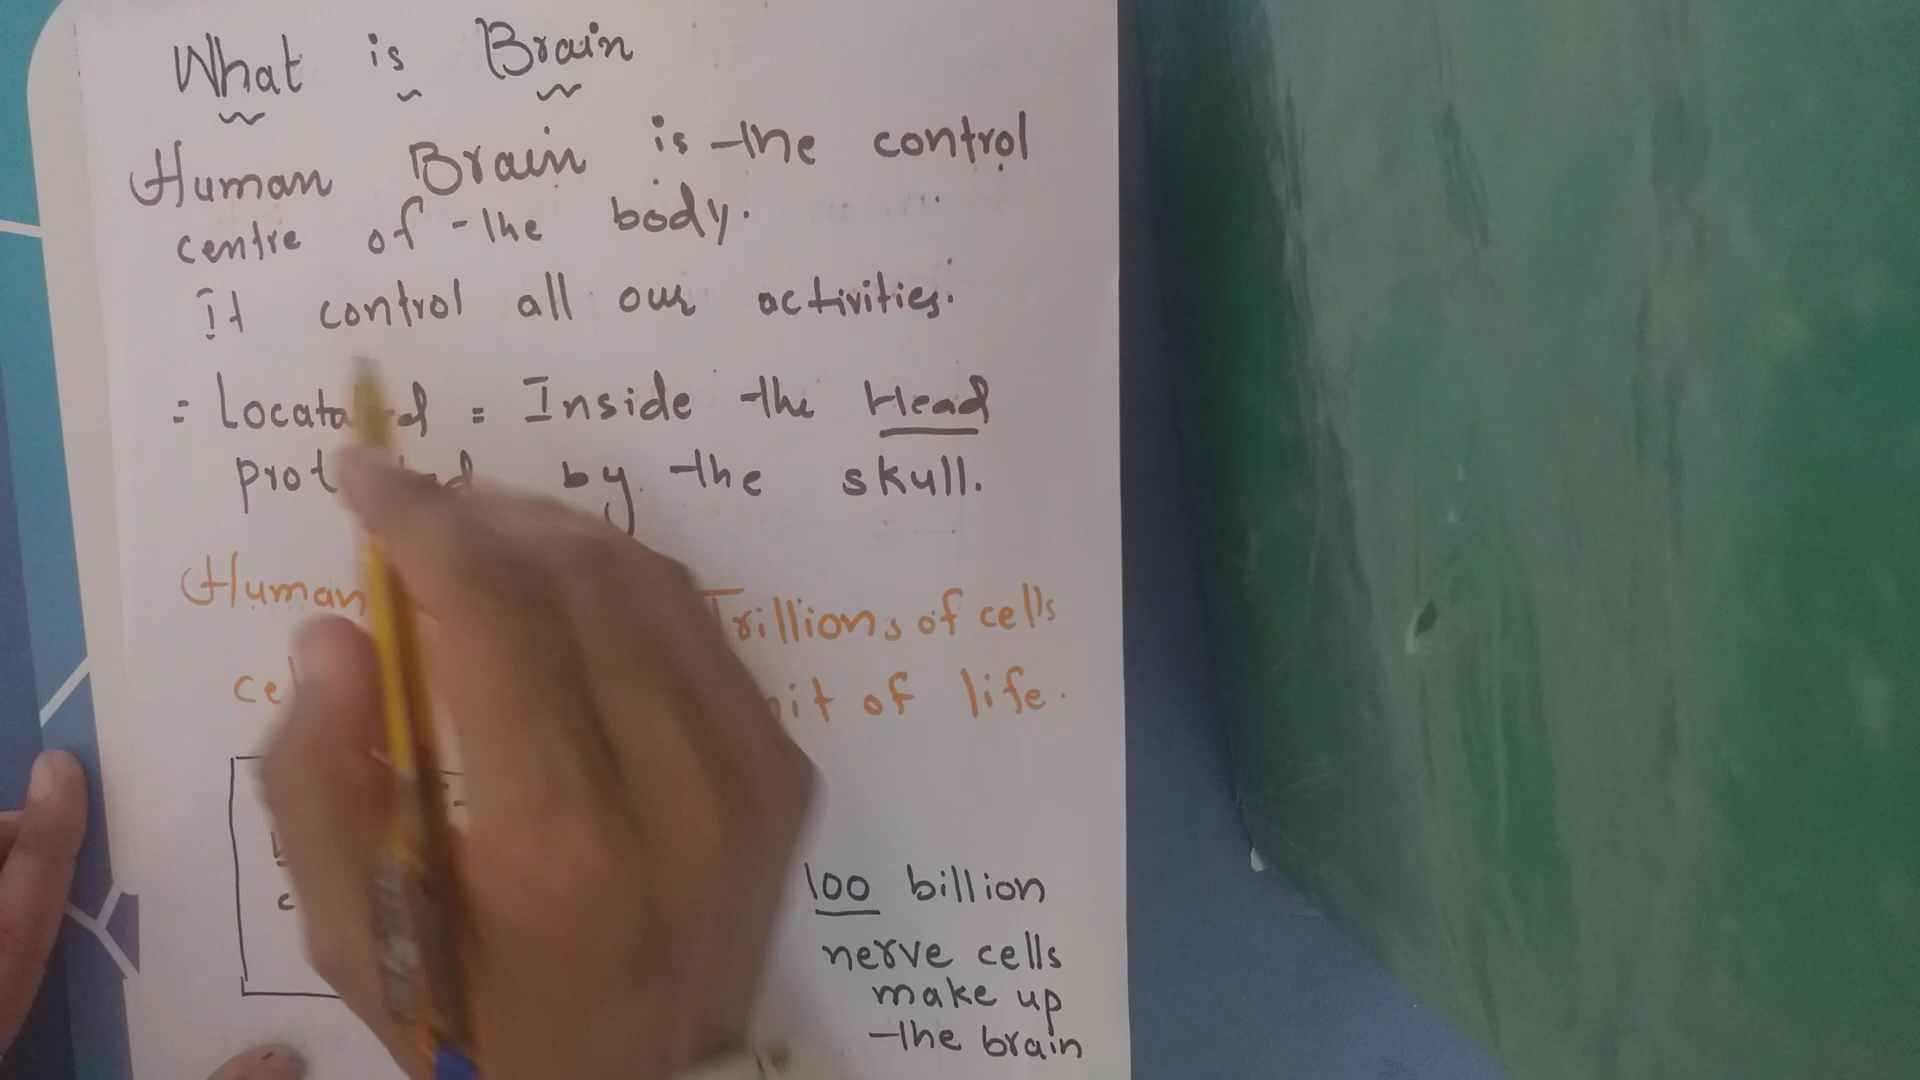 What is Brain
Human Brain is the control
centre of the body.
It control all our activities.
= Locata d = Inside the Head
by the skull.
Human Trillions of cells
of life.
100 billion
nerve cells
make up
the brain